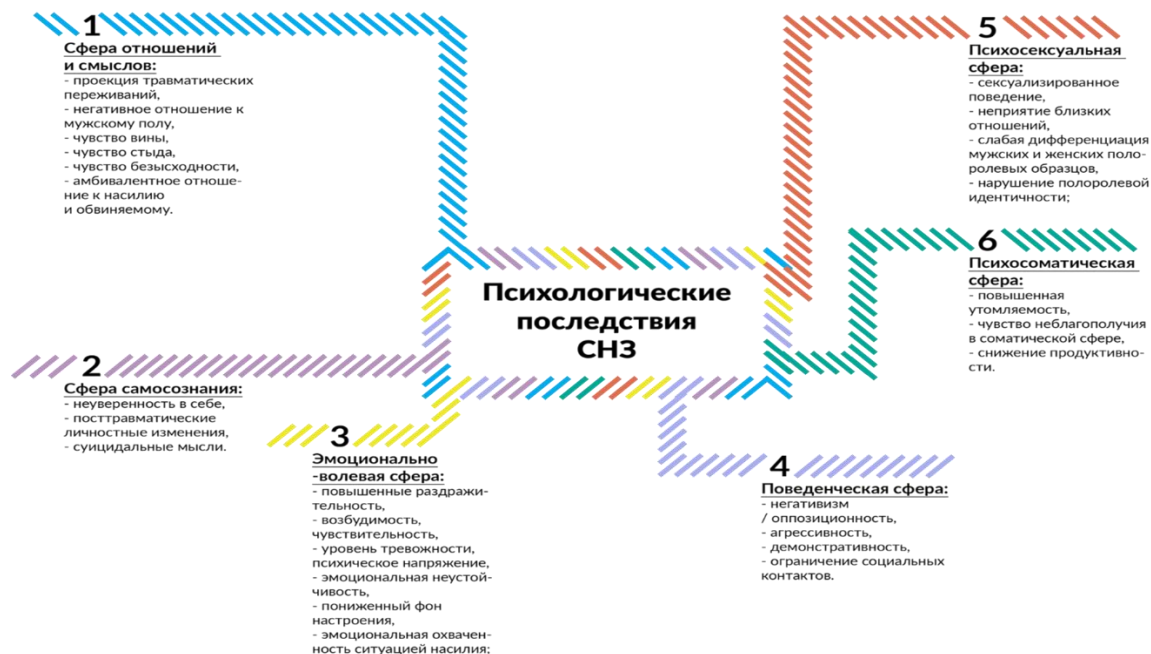 1
Сфера отношений
и смыслов:
- проекция травматических
переживаний,
- негативное отношение к
мужскому полу,
- чувство вины,
- чувство стыда,
- чувство безысходности,
- амбивалентное отноше-
ние к насилию
и обвиняемому.
2
Сфера самосознания:
- неуверенность в себе,
- посттравматические
личностные изменения,
- суицидальные мысли.
3
Эмоционально
-волевая сфера:
- повышенные раздражи-
тельность,
- возбудимость,
чувствительность,
- уровень тревожности,
психическое напряжение,
- эмоциональная неустой-
чивость,
- пониженный фон
настроения,
- эмоциональная охвачен-
ность ситуацией насилия;
Психологические
последствия
СНЗ
4
Поведенческая сфера:
- негативизм
/ оппозиционность,
- агрессивность,
- демонстративность,
- ограничение социальных
контактов.
5
Психосексуальная
сфера:
- сексуализированное
поведение,
- неприятие близких
отношений,
- слабая дифференциация
мужских и женских поло-
ролевых образцов,
- нарушение полоролевой
идентичности;
6
Психосоматическая
сфера:
- повышенная
утомляемость,
- чувство неблагополучия
в соматической сфере,
- снижение продуктивно-
сти.